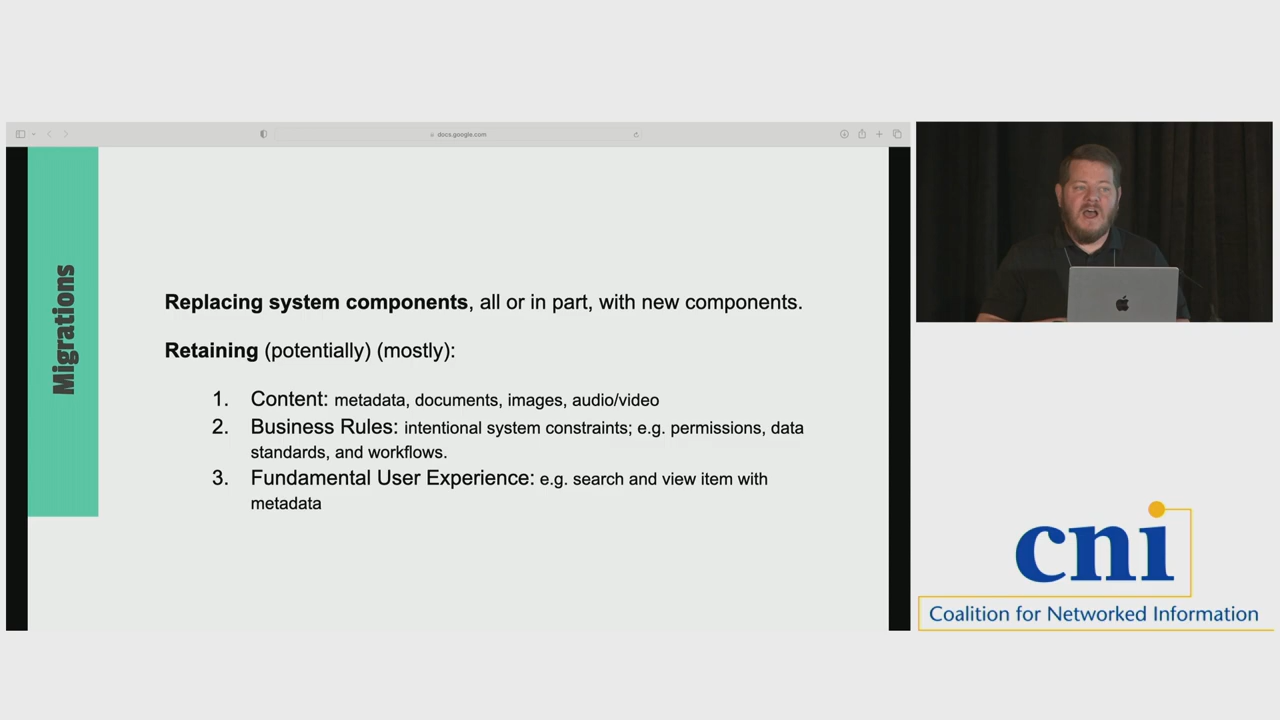 docs.google.com
Migrations
Replacing system components, all or in part, with new components.
Retaining (potentially) (mostly):
1. Content: metadata, documents, images, audio/video
2. Business Rules: intentional system constraints; e.g. permissions, data
standards, and workflows.
3. Fundamental User Experience: e.g. search and view item with
metadata
cni
Coalition for Networked Information